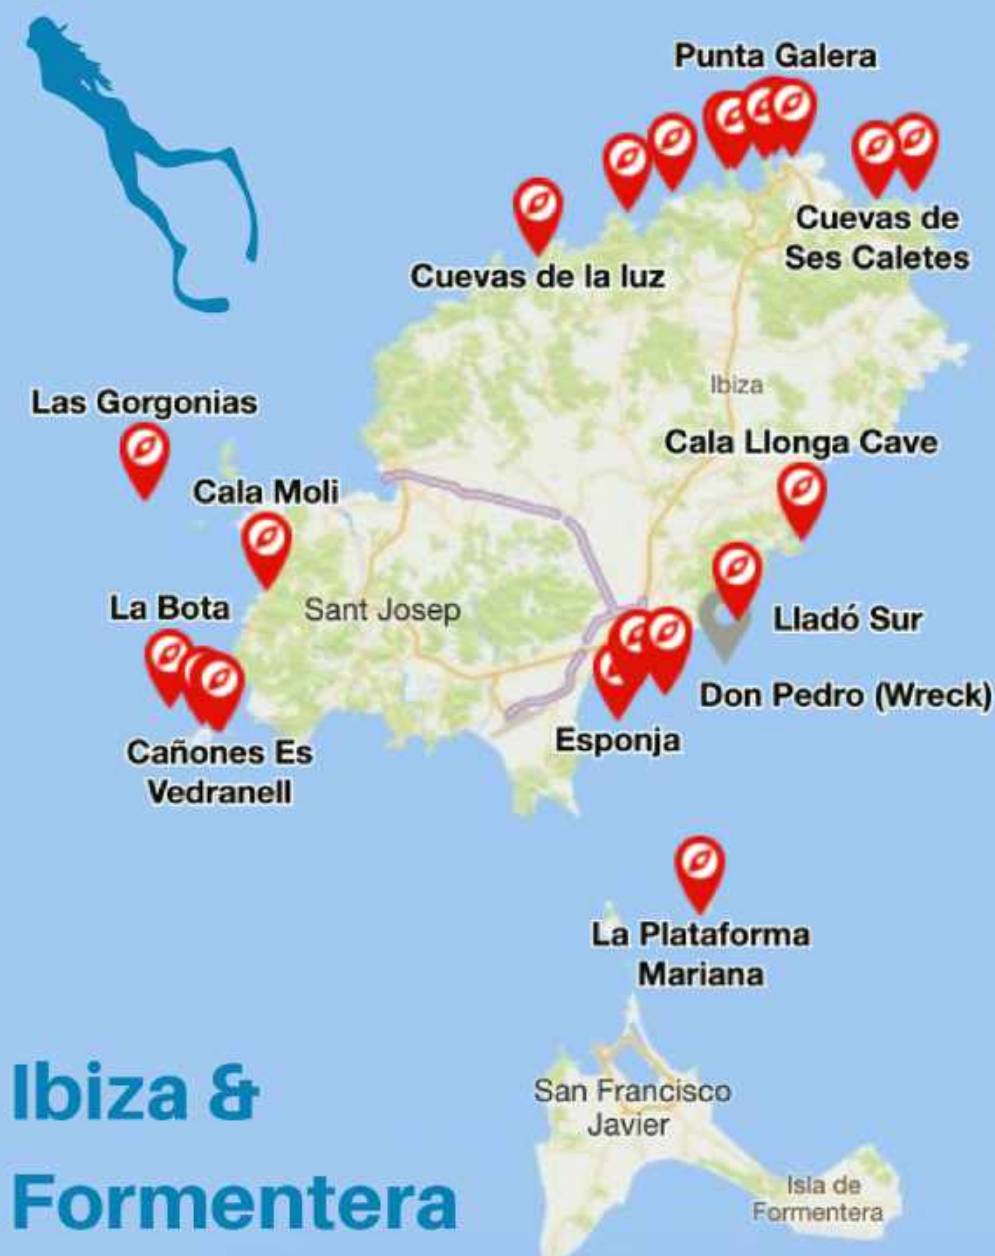 Punta Galera
Cuevas de
Ses Caletes
Cuevas de la luz
Ibiza
Las Gorgonias
Cala Llonga Cave
Cala Moli
La Bota
Sant Josep
Lladó Sur
Don Pedro (Wreck)
Esponja
Cañones Es
Vedranell
La Plataforma
Mariana
Ibiza &
Formentera
San Francisco
Javier
Isla de
Formentera